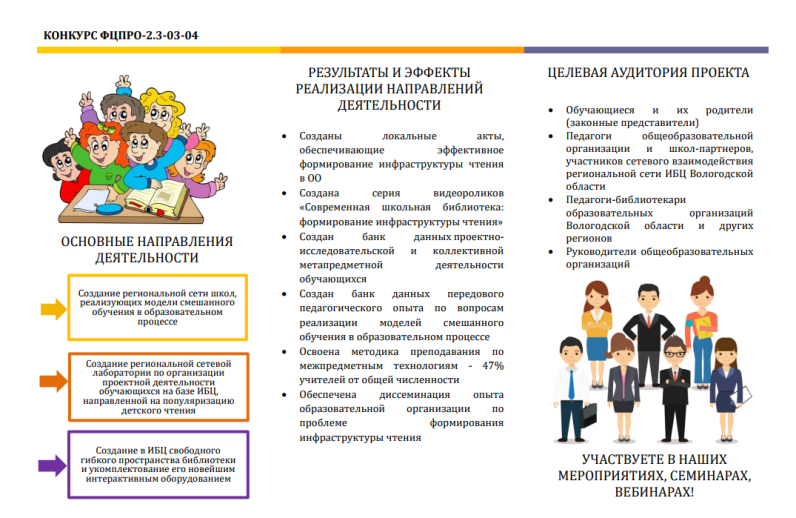 КОНКУРС ФЦПРО-2.3-03-04
ОСНОВНЫЕ НАПРАВЛЕНИЯ
ДЕЯТЕЛЬНОСТИ
Создание региональной сети школ,
реализующих модели смешанного
обучения в образовательном
процессе
Создание региональной сетевой
лаборатории по организации
проектной деятельности
обучающихся на базе ИБЦ,
направленной на популяризацию
детского чтения
Создание в ИБЦ свободного
гибкого пространства библиотеки
и укомплектование его новейшим
интерактивным оборудованием
РЕЗУЛЬТАТЫ И ЭФФЕКТЫ
РЕАЛИЗАЦИИ НАПРАВЛЕНИЙ
ДЕЯТЕЛЬНОСТИ
• Созданы локальные акты,
обеспечивающие эффективное
формирование инфраструктуры чтения
в ОО
• Создана серия видеороликов
«Современная школьная библиотека:
формирование инфраструктуры чтения»
• Создан банк данных проектно-
исследовательской и коллективной
метапредметной деятельности
обучающихся
• Создан банк данных передового
педагогического опыта по вопросам
реализации моделей смешанного
обучения в образовательном процессе
• Освоена методика преподавания по
межпредметным технологиям - 47%
учителей от общей численности
• Обеспечена диссеминация опыта
образовательной организации по
проблеме формирования
инфраструктуры чтения
ЦЕЛЕВАЯ АУДИТОРИЯ ПРОЕКТА
• Обучающиеся и их родители
(законные представители)
• Педагоги общеобразовательной
организации и школ-партнеров,
участников сетевого взаимодействия
региональной сети ИБЦ Вологодской
области
• Педагоги-библиотекари
образовательных организаций
Вологодской области и других
регионов
• Руководители общеобразовательных
организаций
УЧАСТВУЕТЕ В НАШИХ
МЕРОПРИЯТИЯХ, СЕМИНАРАХ,
ВЕБИНАРАХ!